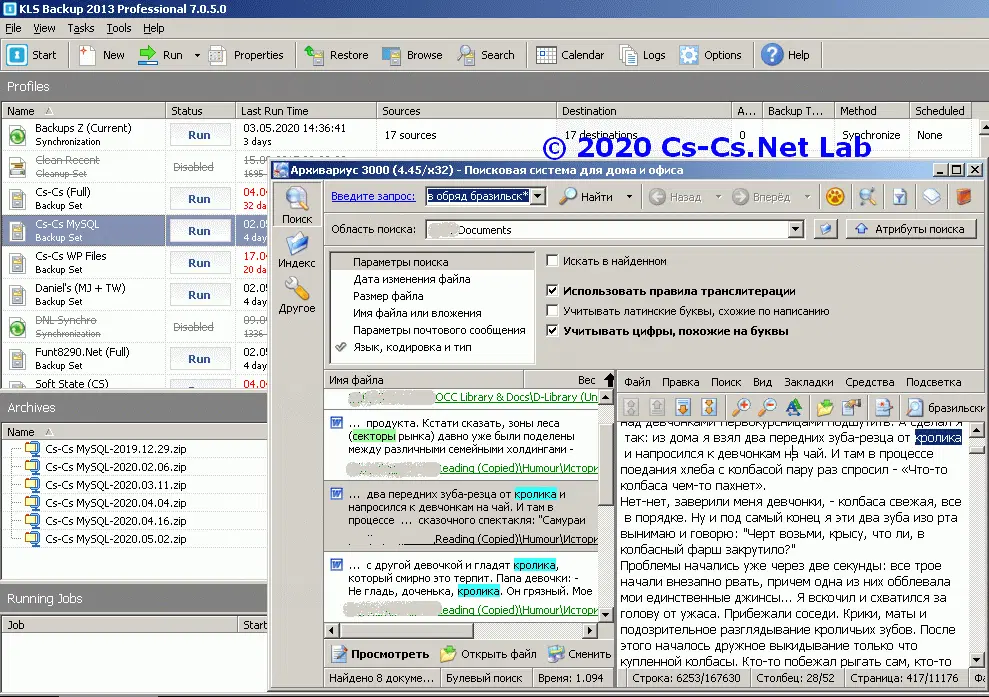 KLS Backup 2013 Professional 7.0.5.0
File View Tasks Tools Help
Start New Run Properties Restore Browse Search Calendar Logs Options Help
Profiles
Name Status Last Run Time Sources Destination A... Backup T... Method Scheduled
Backups Z (Current) Run 03.05.2020 14:36:41 17 sources 17 destinations 0 Synchronize None
Synchronization 3 days
© 2020 Cs-Cs.Net Lab
Clean Recent Disabled 15.0
Cleanup Set 1695
Cs-Cs (Full) Run 04.0
Backup Set 32 da
Cs-Cs MySQL Run 02.0
Backup Set 4 day
Cs-Cs WP Files Run 17.0
Backup Set 20 da
Daniel's (MJ + TW) Run 02.0
Backup Set 4 day
DNL Synchro Disabled 09.0
Synchronization 1336
Funt8290.Net (Full) Run 02.0
Backup Set 4 day
Soft State (CS) 04.0
Archives
Name
Cs-Cs MySQL-2019.12.29.zip
Cs-Cs MySQL-2020.02.06.zip
Cs-Cs MySQL-2020.03.11.zip
Cs-Cs MySQL-2020.04.04.zip
Cs-Cs MySQL-2020.04.16.zip
Cs-Cs MySQL-2020.05.02.zip
Running Jobs
Job Start
Архивариус 3000 (4.45/x32) - Поисковая система для дома и офиса
Поиск
Индекс
Другое
Введите запрос: в обряд бразильск* Найти Назад Вперёд
Область поиска: Documents Атрибуты поиска
Параметры поиска
Дата изменения файла
Размер файла
Имя файла или вложения
Параметры почтового сообщения
Язык, кодировка и тип
Искать в найденном
Использовать правила транслитерации
Учитывать латинские буквы, схожие по написанию
Учитывать цифры, похожие на буквы
Имя файла Вес
OCC Library & Docs\D-Library (Un
... продукта. Кстати сказать, зоны леса
(секторы рынка) давно уже были поделены
между различными семейными холдингами -
eading (Copied)\Humour\Истори
... два передних зуба-резца от кролика и
напросился к девчонкам на чай. И там в
процессе ... сказочного спектакля: "Самураи
Reading (Copied)\Humour\Истори
... с другой девочкой и гладят кролика,
который смирно это терпит. Папа девочки: -
Не гладь, доченька, кролика. Он грязный. Мое
eading (Copied)\Humour\Истори
Просмотреть Открыть файл Сменить
Найдено 8 докуме... Булевый поиск Время: 1.094
Файл Правка Поиск Вид Закладки Средства Подсветка
бразильски
над девчонками первокурсницами подшутить. А сделал я
так: из дома я взял два передних зуба-резца от кролика
и напросился к девчонкам на чай. И там в процессе
поедания хлеба с колбасой пару раз спросил - «Что-то
колбаса чем-то пахнет».
Нет-нет, заверили меня девчонки, - колбаса свежая, все
в порядке. Ну и под самый конец я эти два зуба изо рта
вынимаю и говорю: "Черт возьми, крысу, что ли, в
колбасный фарш закрутило?"
Проблемы начались уже через две секунды: все трое
начали внезапно рвать, причем одна из них обблевала
мои единственные джинсы... Я вскочил и схватился за
голову от ужаса. Прибежали соседи. Крики, маты и
подозрительное разглядывание кроличьих зубов. После
этого началось дружное выкидывание только что
купленной колбасы. Кто-то побежал рыгать сам, кто-то
Строка: 6253/167630 Столбец: 28/52 Страница: 417/11176